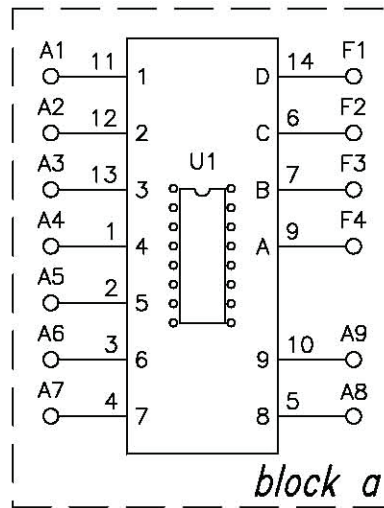 A1 11 1 D 14 F1
A2 12 2 C 6 F2
U1
A3 13 3 B 7 F3
A4 1 4 A 9 F4
A5 2 5
A6 3 6 9 10 A9
A7 4 7 8 5 A8
block a